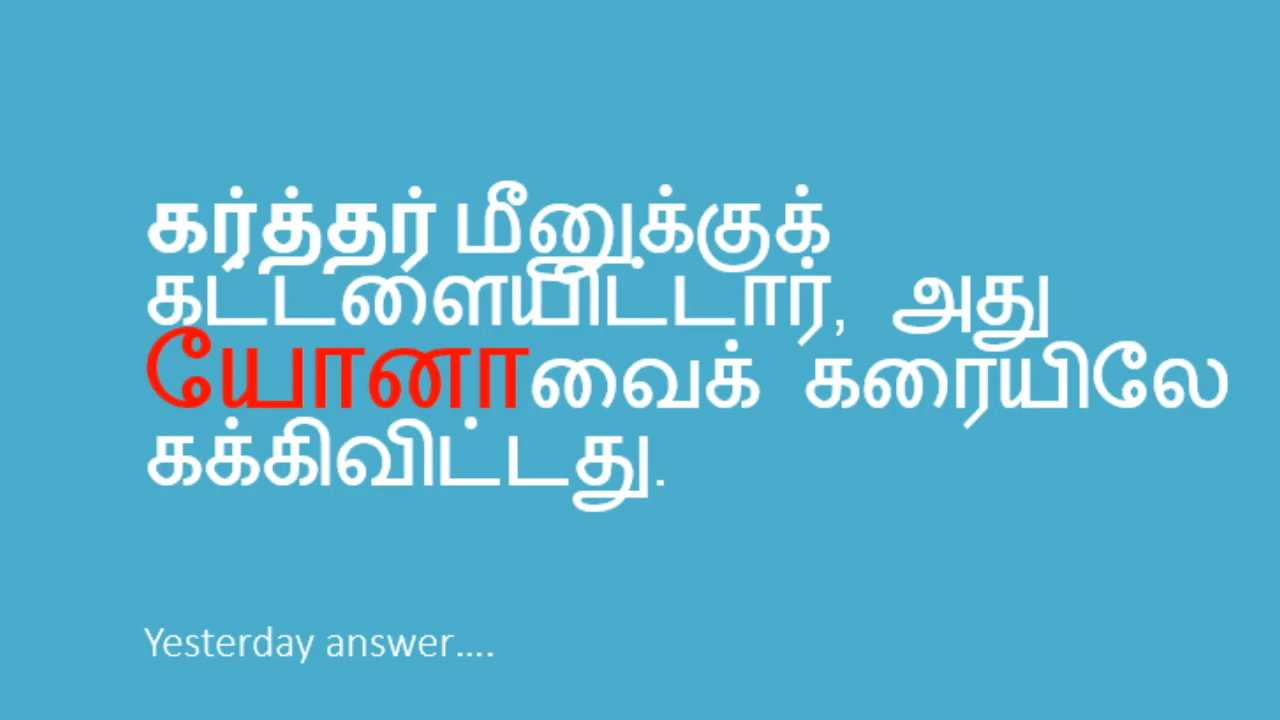 கர்த்தர் மீனுக்குக்
கட்டளையிட்டார், அது
யோனாவைக் கரையிலே
கக்கிவிட்டது.
Yesterday answer....